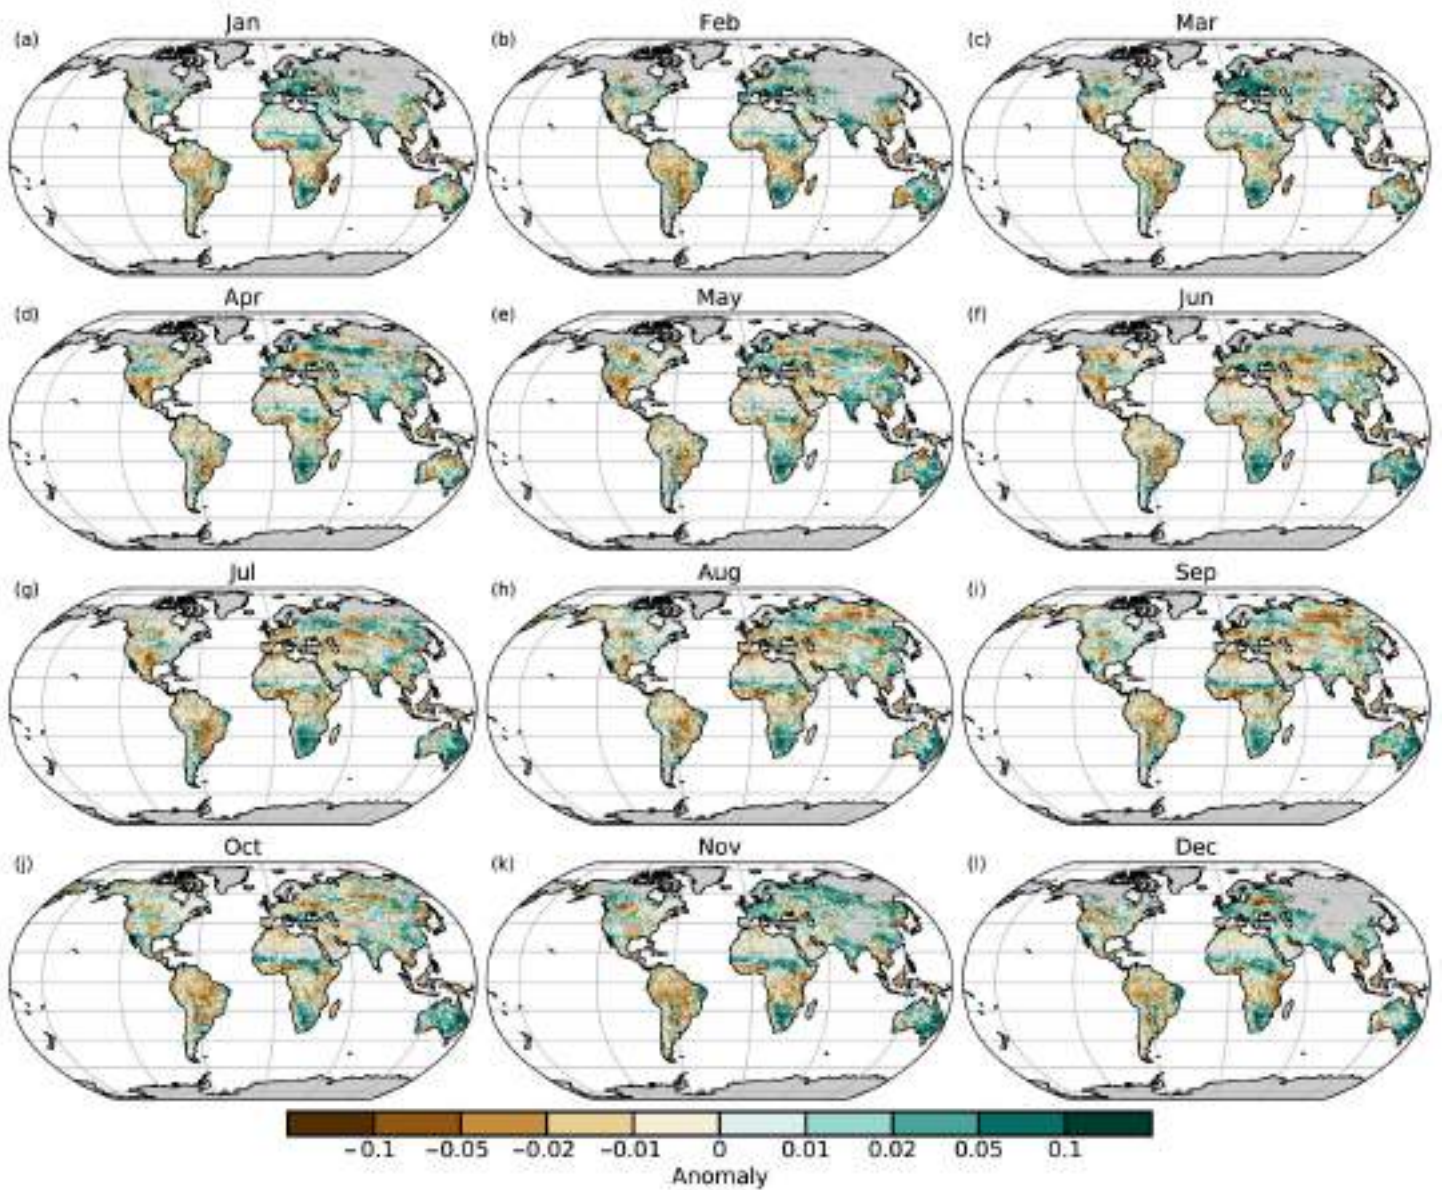 Jan Feb Mar
(a) (b) (c)
Apr May Jun
(d) (e) (f)
Jul Aug Sep
(g) (h) (i)
Oct Nov Dec
(j) (k) (l)
−0.1 −0.05 −0.02 −0.01 0 0.01 0.02 0.05 0.1
Anomaly